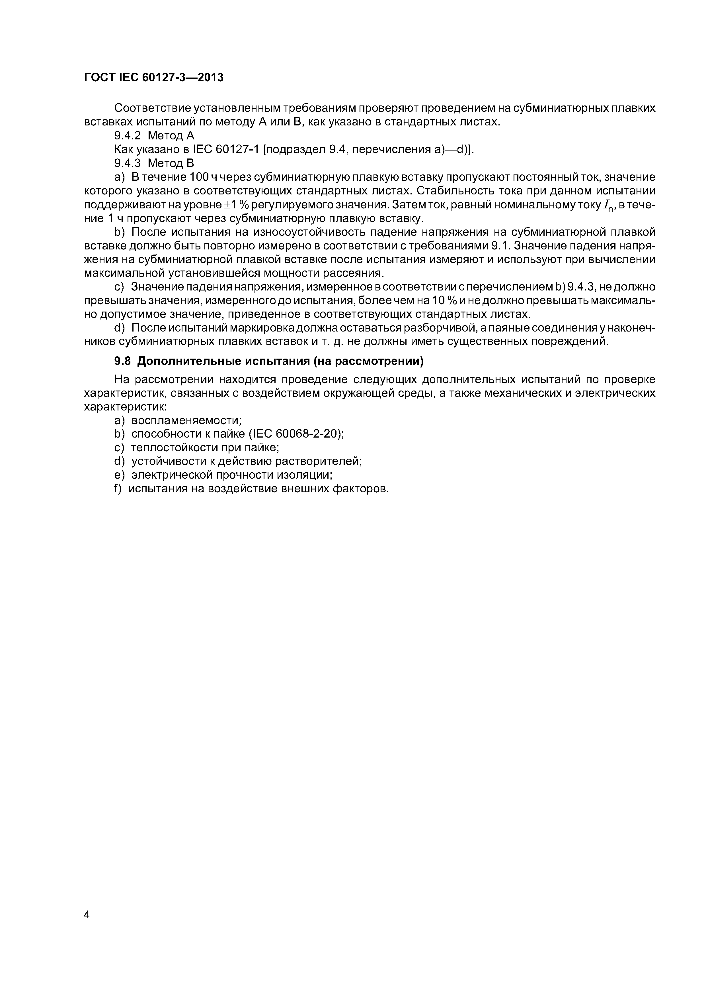 ГОСТ IEC 60127-3—2013
Соответствие установленным требованиям проверяют проведением на субминиатюрных плавких
вставках испытаний по методу А или В, как указано в стандартных листах.
9.4.2 Метод А
Как указано в IEC 60127-1 [подраздел 9.4, перечисления а)—d)].
9.4.3 Метод В
a) В течение 100 ч через субминиатюрную плавкую вставку пропускают постоянный ток, значение
которого указано в соответствующих стандартных листах. Стабильность тока при данном испытании
поддерживают на уровне ±1 % регулируемого значения. Затем ток, равный номинальному току Iₙ, в тече-
ние 1 ч пропускают через субминиатюрную плавкую вставку.
b) После испытания на износоустойчивость падение напряжения на субминиатюрной плавкой
вставке должно быть повторно измерено в соответствии с требованиями 9.1. Значение падения напря-
жения на субминиатюрной плавкой вставке после испытания измеряют и используют при вычислении
максимальной установившейся мощности рассеяния.
c) Значение падения напряжения, измеренное в соответствии с перечислением b) 9.4.3, не должно
превышать значения, измеренного до испытания, более чем на 10 % и не должно превышать максималь-
но допустимое значение, приведенное в соответствующих стандартных листах.
d) После испытаний маркировка должна оставаться разборчивой, а паяные соединения у наконеч-
ников субминиатюрных плавких вставок и т. д. не должны иметь существенных повреждений.
9.8 Дополнительные испытания (на рассмотрении)
На рассмотрении находится проведение следующих дополнительных испытаний по проверке
характеристик, связанных с воздействием окружающей среды, а также механических и электрических
характеристик:
a) воспламеняемости;
b) способности к пайке (IEC 60068-2-20);
c) теплостойкости при пайке;
d) устойчивости к действию растворителей;
e) электрической прочности изоляции;
f) испытания на воздействие внешних факторов.
4